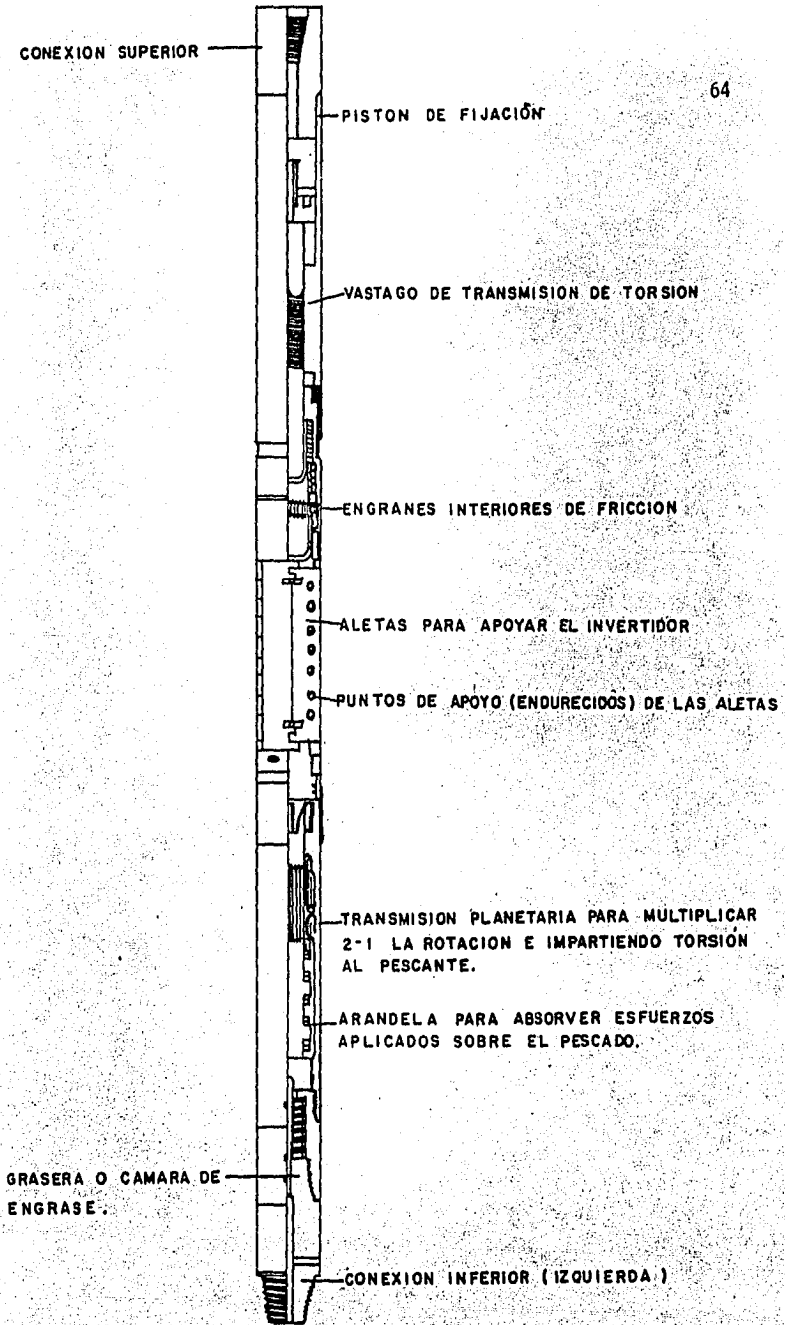 CONEXION SUPERIOR
64
PISTON DE FIJACIÓN
VASTAGO DE TRANSMISION DE TORSION
ENGRANES INTERIORES DE FRICCION
ALETAS PARA APOYAR EL INVERTIDOR
PUNTOS DE APOYO (ENDURECIDOS) DE LAS ALETAS
TRANSMISION PLANETARIA PARA MULTIPLICAR
2-1 LA ROTACION E IMPARTIENDO TORSIÓN
AL PESCANTE.
ARANDELA PARA ABSORVER ESFUERZOS
APLICADOS SOBRE EL PESCADO.
GRASERA O CAMARA DE
ENGRASE.
CONEXION INFERIOR (IZQUIERDA)